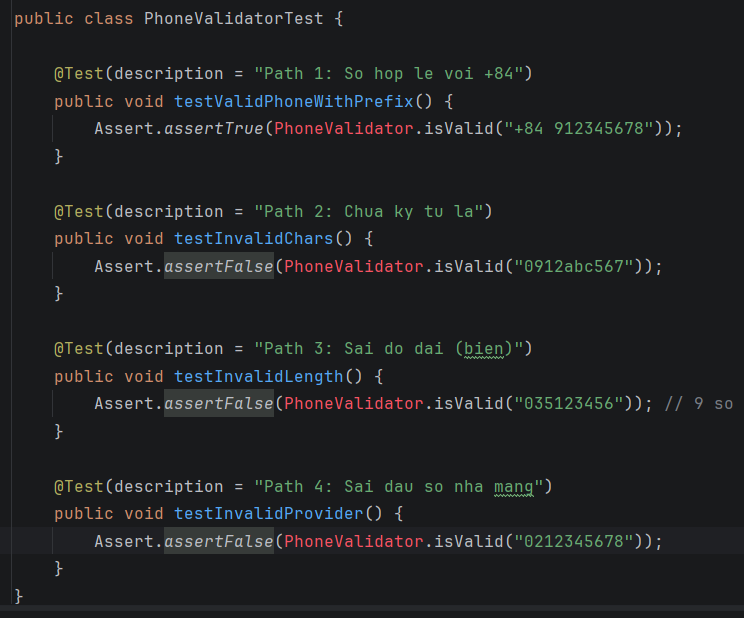 public class PhoneValidatorTest {
@Test(description = "Path 1: So hop le voi +84")
public void testValidPhoneWithPrefix() {
Assert.assertTrue(PhoneValidator.isValid("+84 912345678"));
}
@Test(description = "Path 2: Chua ky tu la")
public void testInvalidChars() {
Assert.assertFalse(PhoneValidator.isValid("0912abc567"));
}
@Test(description = "Path 3: Sai do dai (bien)")
public void testInvalidLength() {
Assert.assertFalse(PhoneValidator.isValid("035123456")); // 9 so
}
@Test(description = "Path 4: Sai dau so nha mang")
public void testInvalidProvider() {
Assert.assertFalse(PhoneValidator.isValid("0212345678"));
}
}